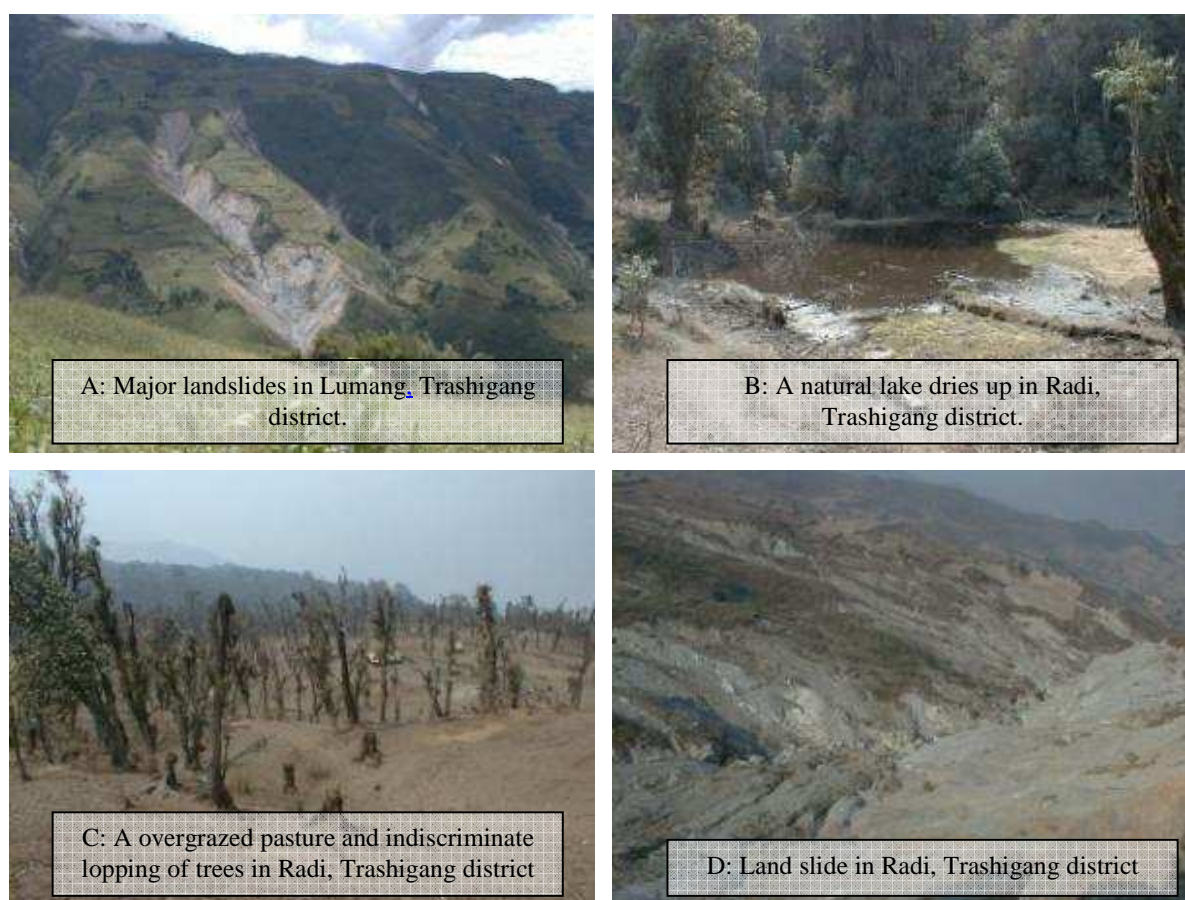 A: Major landslides in Lumang, Trashigang
district.
B: A natural lake dries up in Radi,
Trashigang district.
C: A overgrazed pasture and indiscriminate
lopping of trees in Radi, Trashigang district
D: Land slide in Radi, Trashigang district